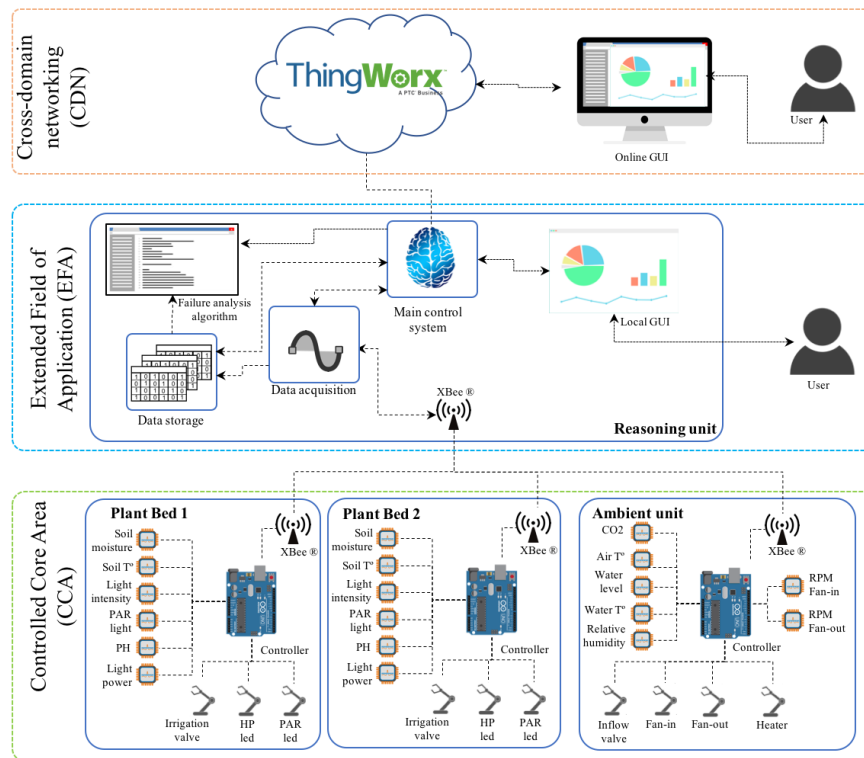 Cross-domain
networking
(CDN)
ThingWorx
A PTC Business
Online GUI
User
Extended Field of
Application (EFA)
Failure analysis
algorithm
Main control
system
Local GUI
User
Data storage
Data acquisition
XBee ®
Reasoning unit
Controlled Core Area
(CCA)
Plant Bed 1
Soil
moisture
Soil Tº
Light
intensity
PAR
light
PH
Light
power
XBee ®
Controller
Irrigation
valve
HP
led
PAR
led
Plant Bed 2
Soil
moisture
Soil Tº
Light
intensity
PAR
light
PH
Light
power
XBee ®
Controller
Irrigation
valve
HP
led
PAR
led
Ambient unit
CO2
Air Tº
Water
level
Water Tº
Relative
humidity
XBee ®
RPM
Fan-in
RPM
Fan-out
Controller
Inflow
valve
Fan-in
Fan-out
Heater